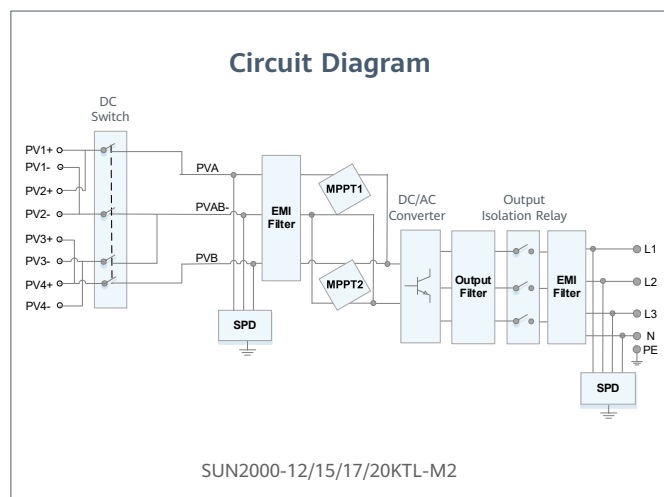 Circuit Diagram
DC
Switch
PV1+
PV1-
PV2+
PV2-
PV3+
PV3-
PV4+
PV4-
PVA
PVAB-
PVB
EMI
Filter
SPD
MPPT1
MPPT2
DC/AC
Converter
Output
Filter
Output
Isolation Relay
EMI
Filter
L1
L2
L3
N
PE
SPD
SUN2000-12/15/17/20KTL-M2